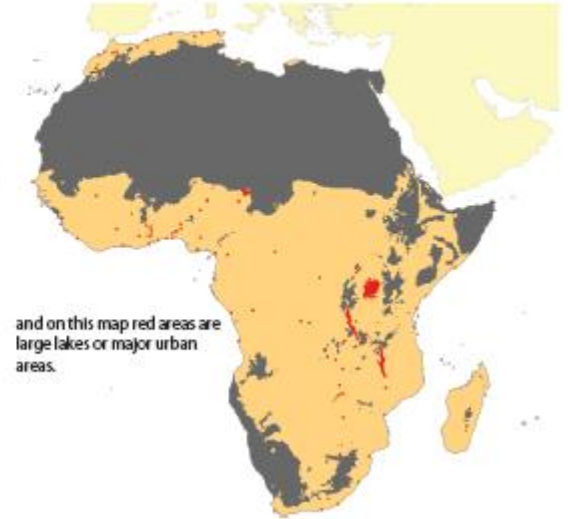 and on this map red areas are
large lakes or major urban
areas.